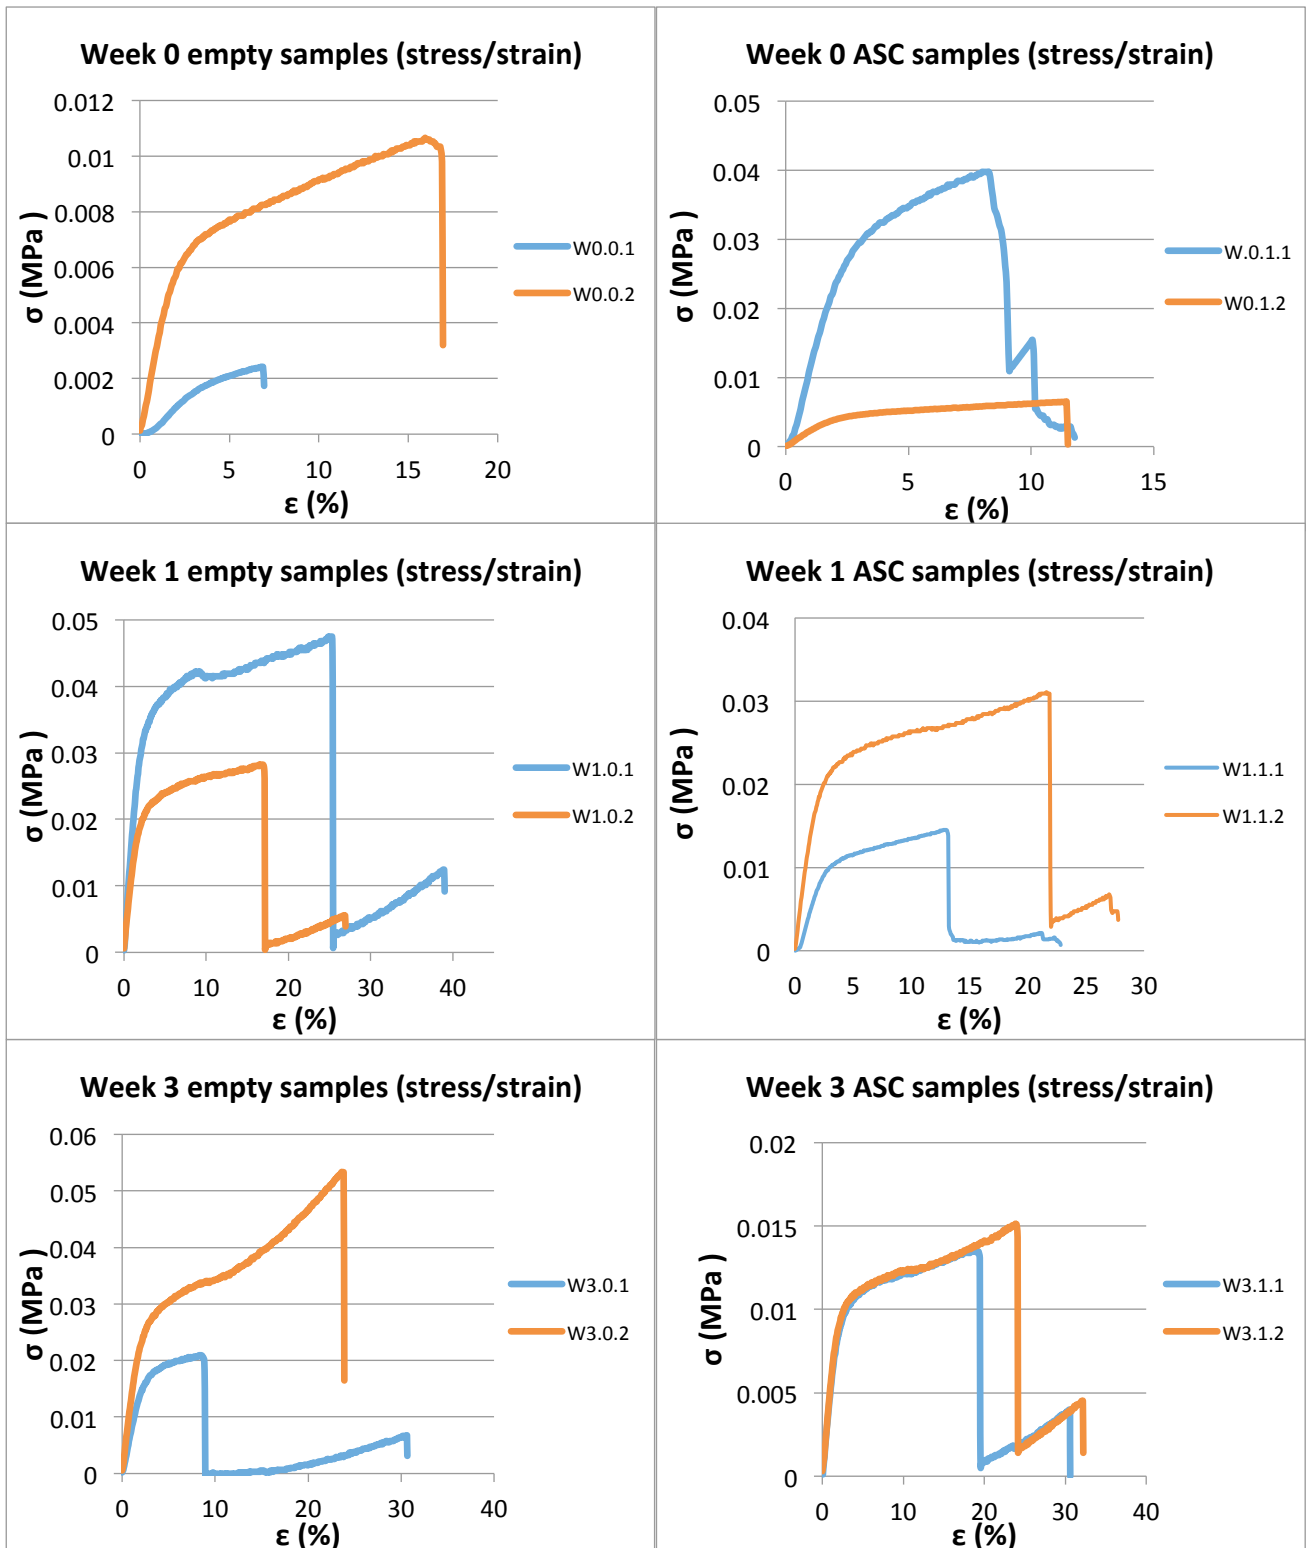 Week 0 empty samples (stress/strain)
0.012
0.01
0.008
0.006
0.004
0.002
0
σ (MPa )
0 5 10 15 20
ε (%)
W0.0.1
W0.0.2
Week 0 ASC samples (stress/strain)
0.05
0.04
0.03
0.02
0.01
0
σ (MPa )
0 5 10 15
ε (%)
W.0.1.1
W0.1.2
Week 1 empty samples (stress/strain)
0.05
0.04
0.03
0.02
0.01
0
σ (MPa )
0 10 20 30 40
ε (%)
W1.0.1
W1.0.2
Week 1 ASC samples (stress/strain)
0.04
0.03
0.02
0.01
0
σ (MPa )
0 5 10 15 20 25 30
ε (%)
W1.1.1
W1.1.2
Week 3 empty samples (stress/strain)
0.06
0.05
0.04
0.03
0.02
0.01
0
σ (MPa )
0 10 20 30 40
ε (%)
W3.0.1
W3.0.2
Week 3 ASC samples (stress/strain)
0.02
0.015
0.01
0.005
0
σ (MPa )
0 10 20 30 40
ε (%)
W3.1.1
W3.1.2